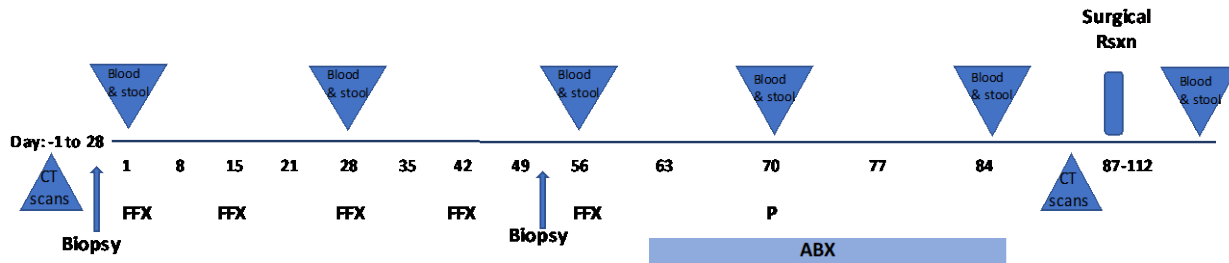 Surgical
Rsxn
Blood
& stool
Blood
& stool
Blood
& stool
Blood
& stool
Blood
& stool
Blood
& stool
Day: -1 to 28
1 8 15 21 28 35 42 49 56 63 70 77 84 87-112
CT
scans
CT
scans
FFX FFX FFX FFX FFX P
Biopsy
Biopsy
ABX